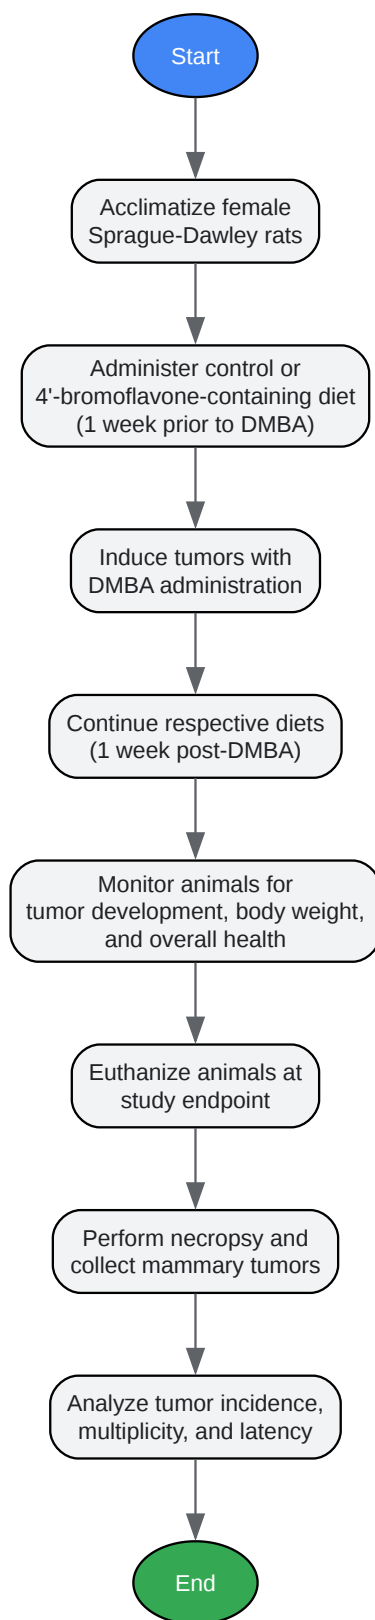 Start
Acclimatize female
Sprague-Dawley rats
Administer control or
4'-bromoflavone-containing diet
(1 week prior to DMBA)
Induce tumors with
DMBA administration
Continue respective diets
(1 week post-DMBA)
Monitor animals for
tumor development, body weight,
and overall health
Euthanize animals at
study endpoint
Perform necropsy and
collect mammary tumors
Analyze tumor incidence,
multiplicity, and latency
End